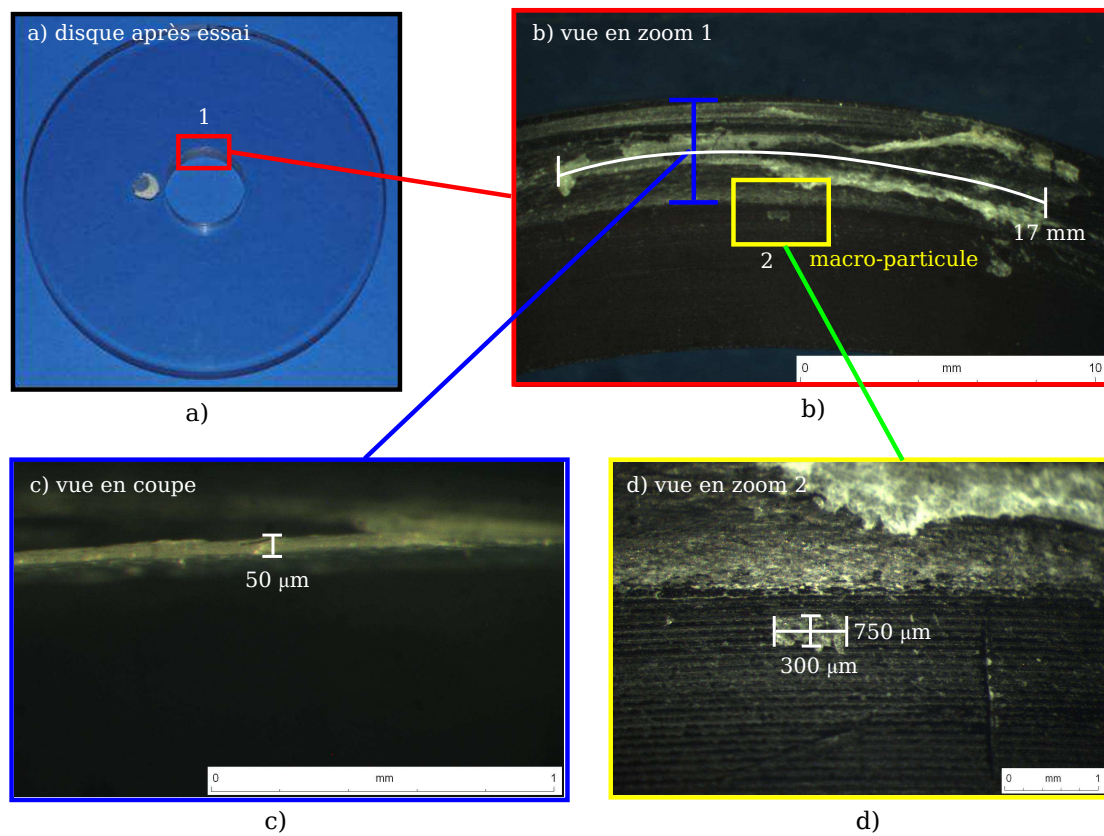 a) disque après essai
1
a)
b) vue en zoom 1
17 mm
2
macro-particule
0 mm 10
b)
c) vue en coupe
50 µm
0 mm 1
c)
d) vue en zoom 2
750 µm
300 µm
0 mm 1
d)